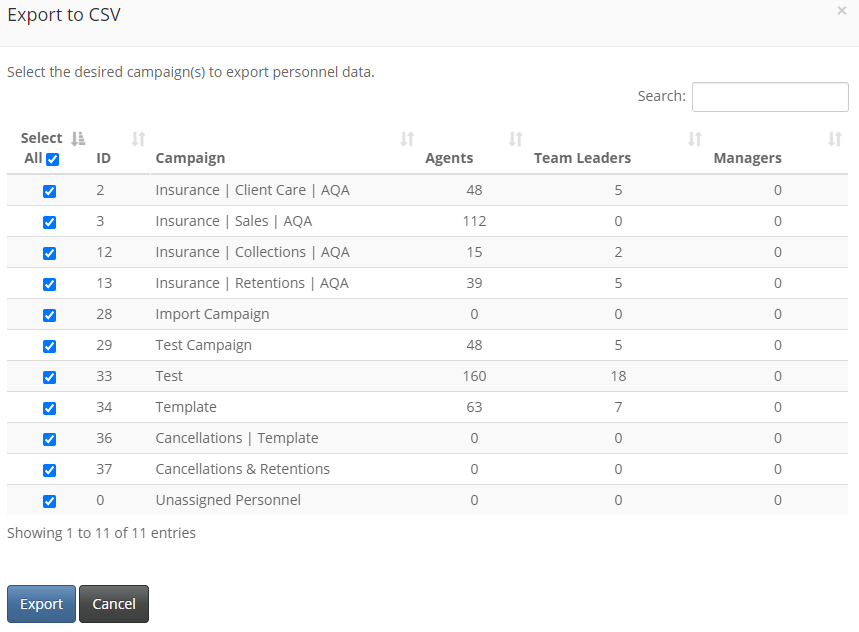 Export to CSV ×
Select the desired campaign(s) to export personnel data.
Search:
Select All ID Campaign Agents Team Leaders Managers
2 Insurance | Client Care | AQA 48 5 0
3 Insurance | Sales | AQA 112 0 0
12 Insurance | Collections | AQA 15 2 0
13 Insurance | Retentions | AQA 39 5 0
28 Import Campaign 0 0 0
29 Test Campaign 48 5 0
33 Test 160 18 0
34 Template 63 7 0
36 Cancellations | Template 0 0 0
37 Cancellations & Retentions 0 0 0
0 Unassigned Personnel 0 0 0
Showing 1 to 11 of 11 entries
Export Cancel